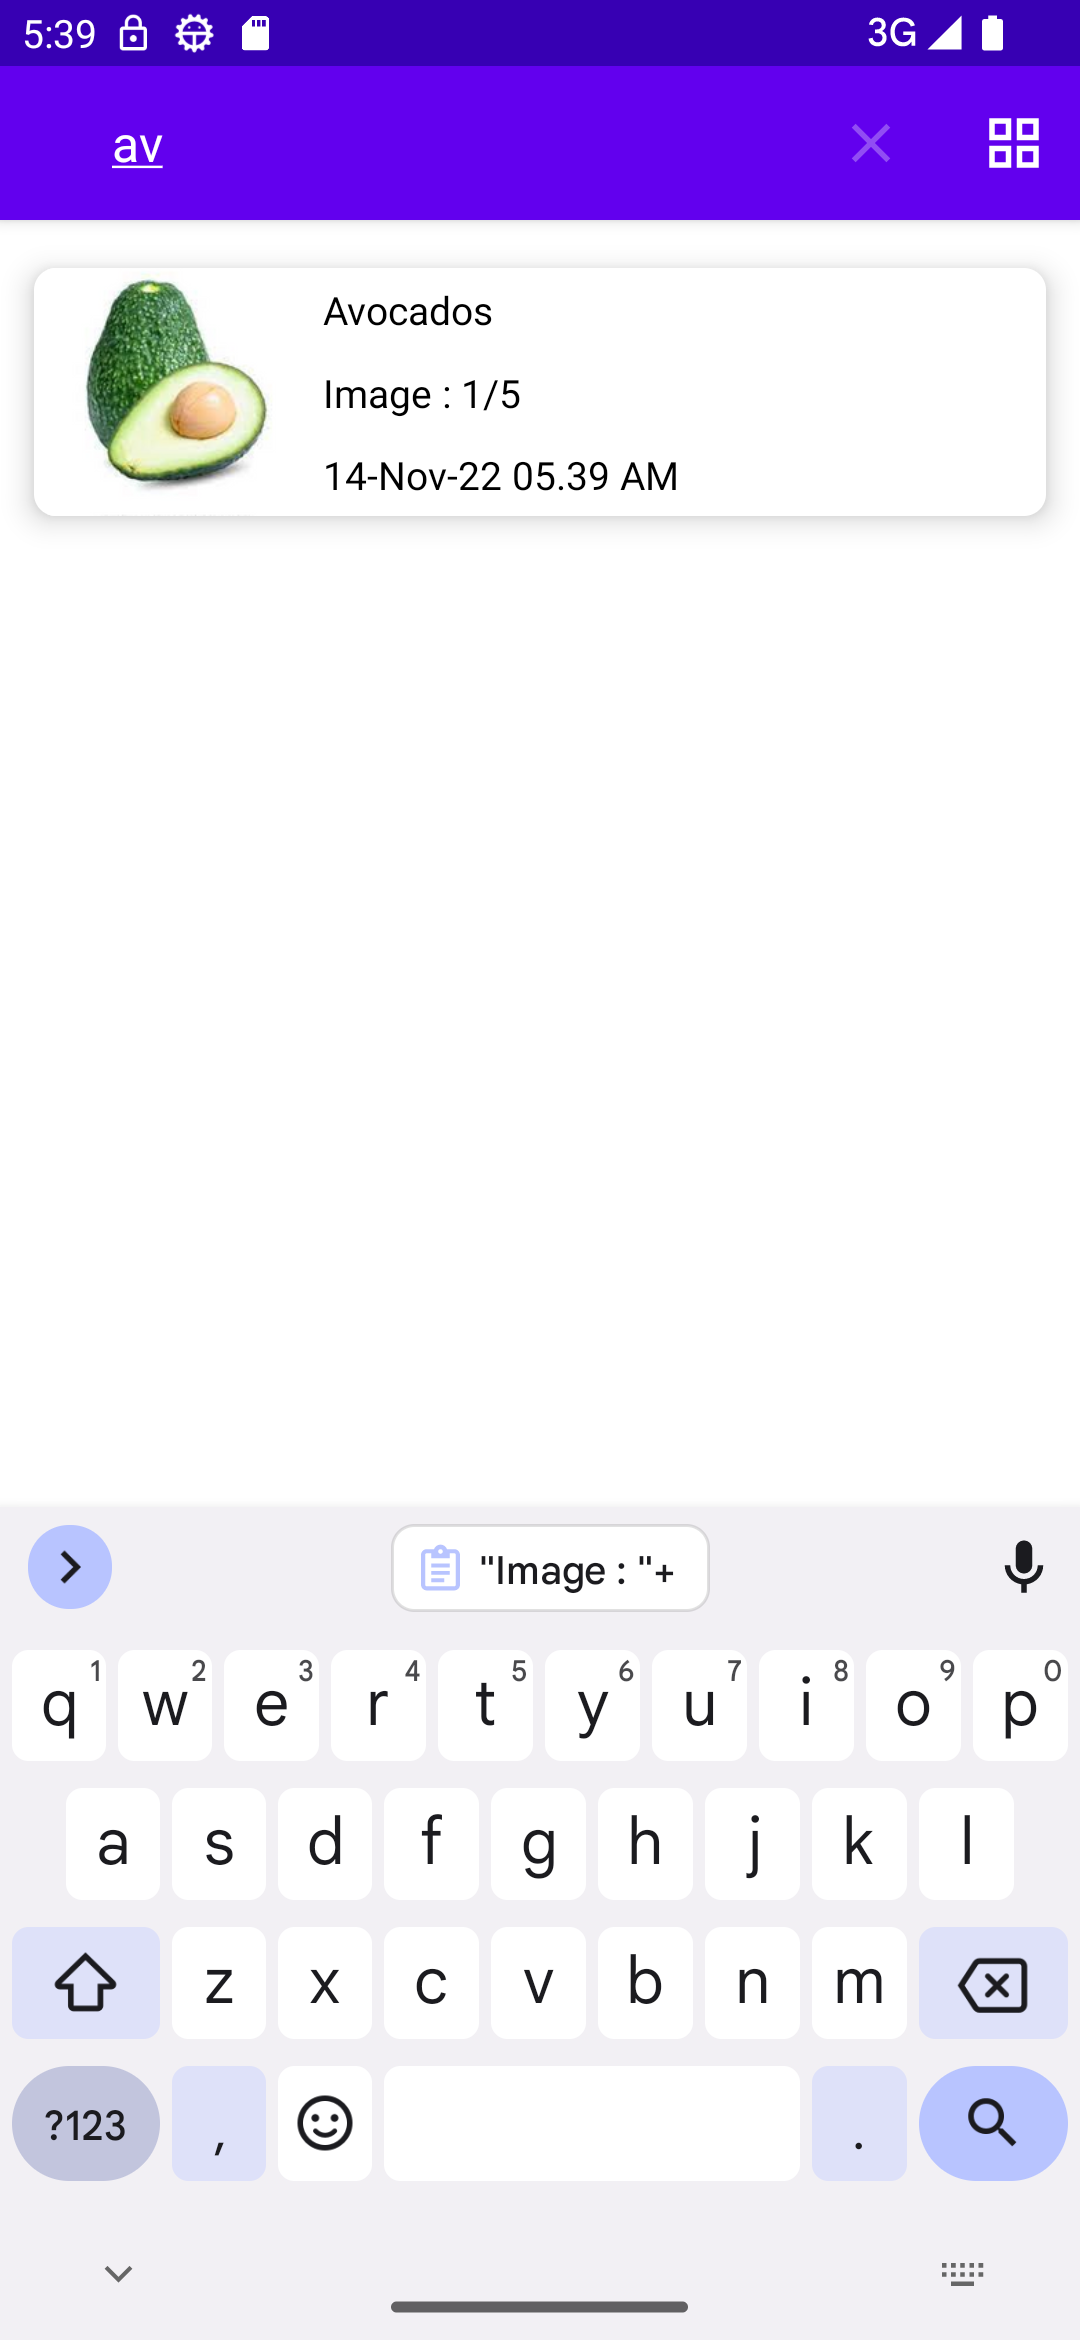 5:39 3G
av
Avocados
Image : 1/5
14-Nov-22 05.39 AM
"Image : "+
q 1 w 2 e 3 r 4 t 5 y 6 u 7 i 8 o 9 p 0
a s d f g h j k l
z x c v b n m
?123 , .